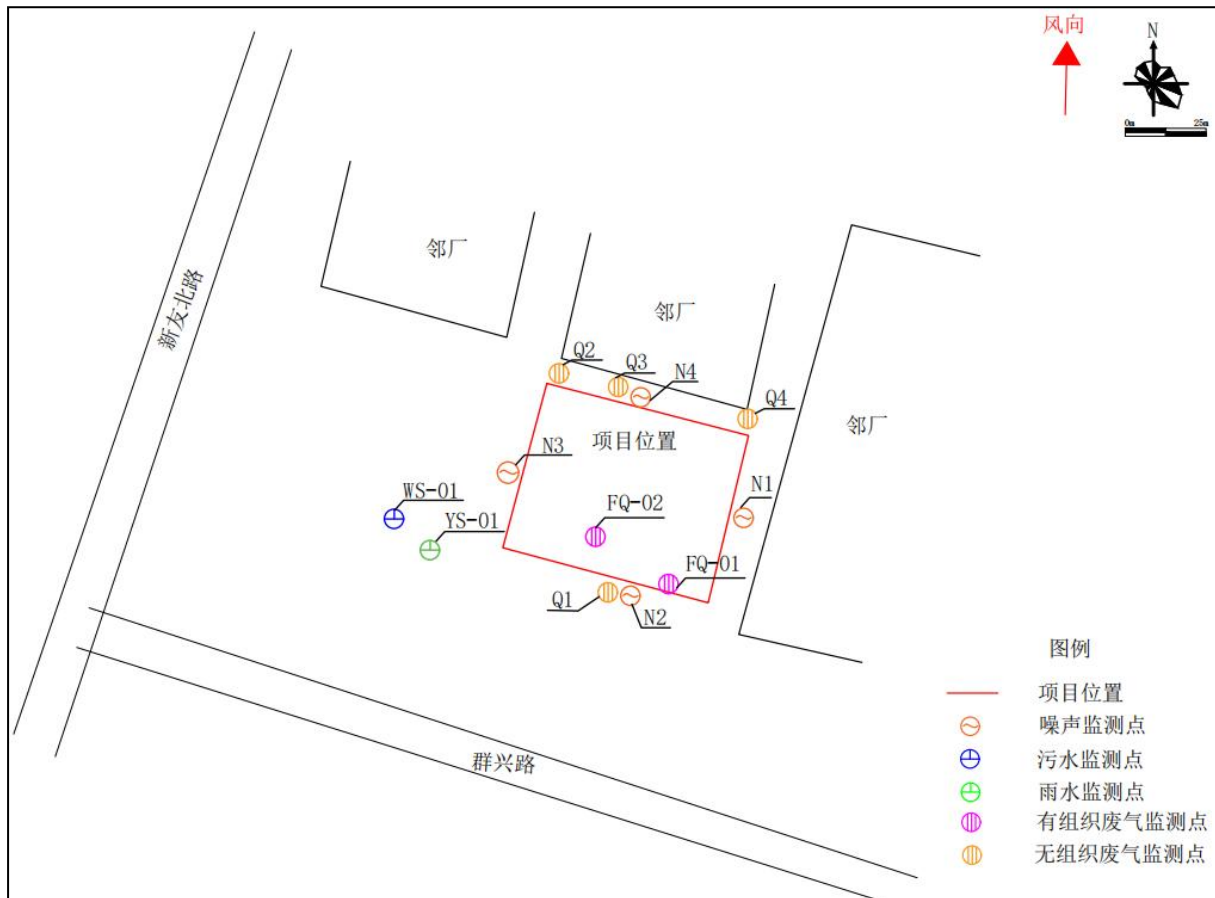 风向
N
0m 25m
邻厂
新友北路
邻厂
Q2
Q3
N4
Q4
邻厂
项目位置
N3
WS-01
N1
FQ-02
YS-01
FQ-01
Q1
N2
图例
项目位置
噪声监测点
污水监测点
群兴路
雨水监测点
有组织废气监测点
无组织废气监测点